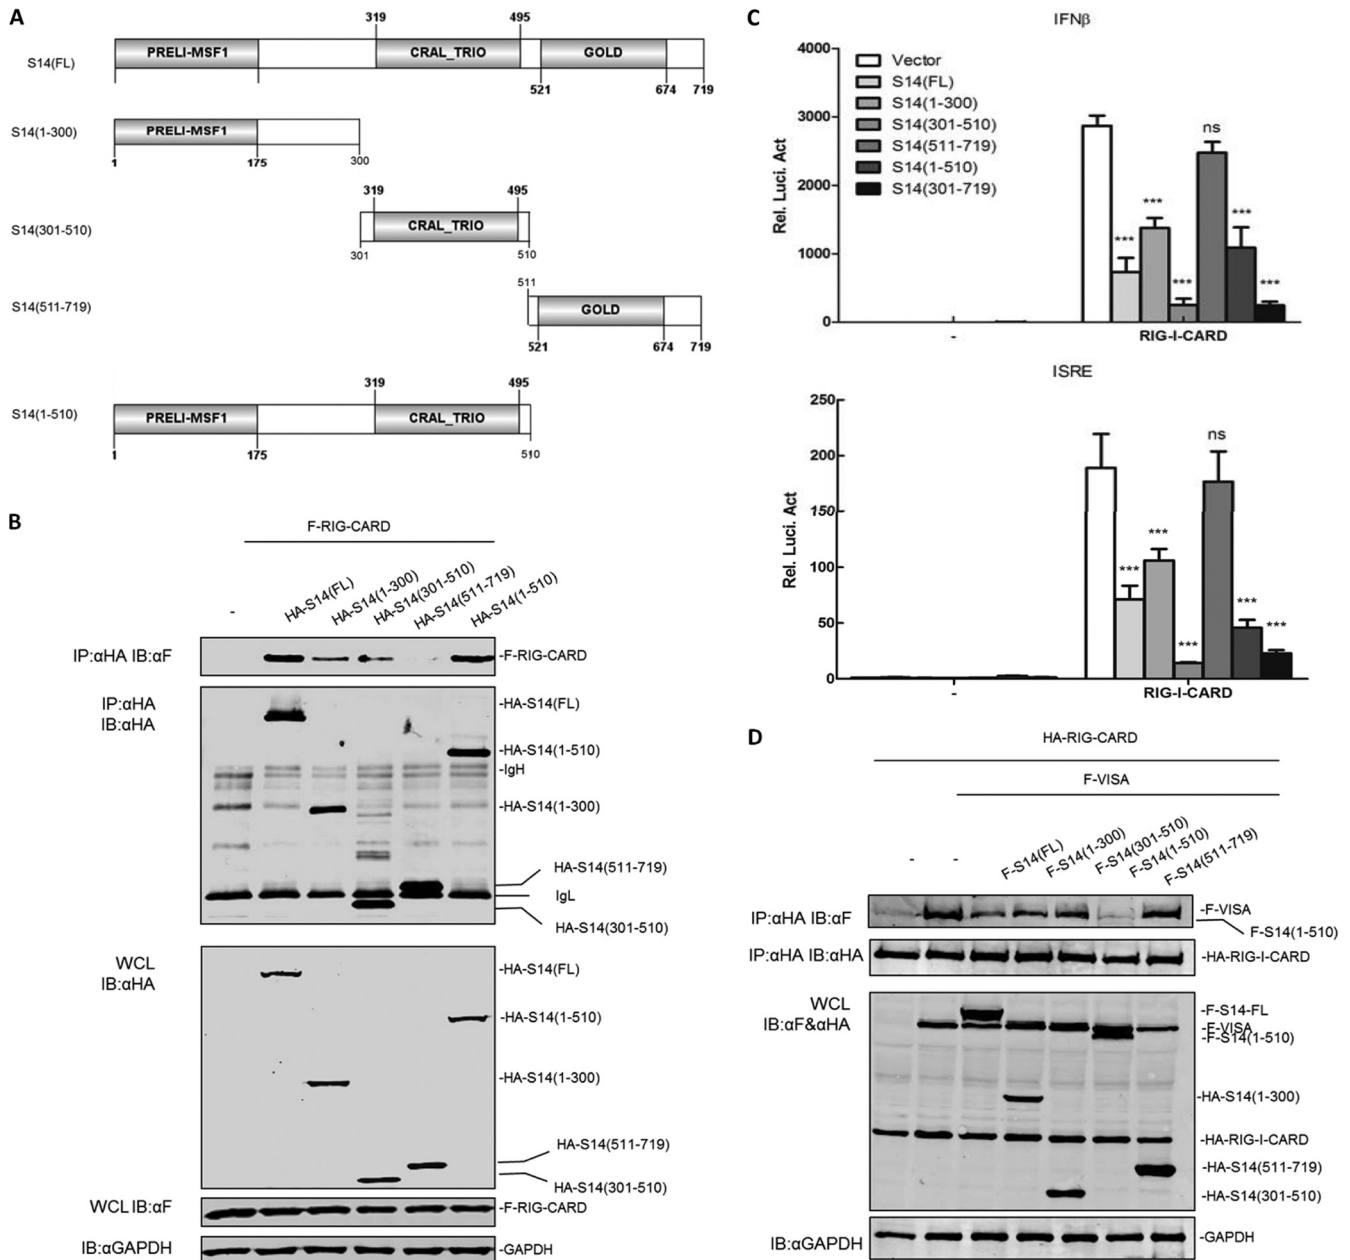 A
319
495
S14(FL)
PRELI-MSF1
CRAL_TRIO
GOLD
521
674
719
S14(1-300)
PRELI-MSF1
1
175
300
319
495
S14(301-510)
CRAL_TRIO
301
510
511
S14(511-719)
GOLD
521
674
719
319
495
S14(1-510)
PRELI-MSF1
CRAL_TRIO
1
175
510
B
F-RIG-CARD
-
HA-S14(FL)
HA-S14(1-300)
HA-S14(301-510)
HA-S14(511-719)
HA-S14(1-510)
IP:αHA IB:αF
-F-RIG-CARD
IP:αHA
IB:αHA
-HA-S14(FL)
-HA-S14(1-510)
-IgH
-HA-S14(1-300)
HA-S14(511-719)
IgL
HA-S14(301-510)
WCL
IB:αHA
-HA-S14(FL)
-HA-S14(1-510)
-HA-S14(1-300)
HA-S14(511-719)
HA-S14(301-510)
WCL IB:αF
-F-RIG-CARD
IB:αGAPDH
-GAPDH
C
IFNβ
Rel. Luci. Act
4000
3000
2000
1000
0
Vector
S14(FL)
S14(1-300)
S14(301-510)
S14(511-719)
S14(1-510)
S14(301-719)
***
***
***
ns
***
***
-
RIG-I-CARD
ISRE
Rel. Luci. Act
250
200
150
100
50
0
***
***
***
ns
***
***
-
RIG-I-CARD
D
HA-RIG-CARD
F-VISA
-
-
F-S14(FL)
F-S14(1-300)
F-S14(301-510)
F-S14(1-510)
F-S14(511-719)
IP:αHA IB:αF
-F-VISA
F-S14(1-510)
IP:αHA IB:αHA
-HA-RIG-I-CARD
WCL
IB:αF&αHA
-F-S14-FL
-F-VISA
-F-S14(1-510)
-HA-S14(1-300)
-HA-RIG-I-CARD
-HA-S14(511-719)
-HA-S14(301-510)
IB:αGAPDH
-GAPDH